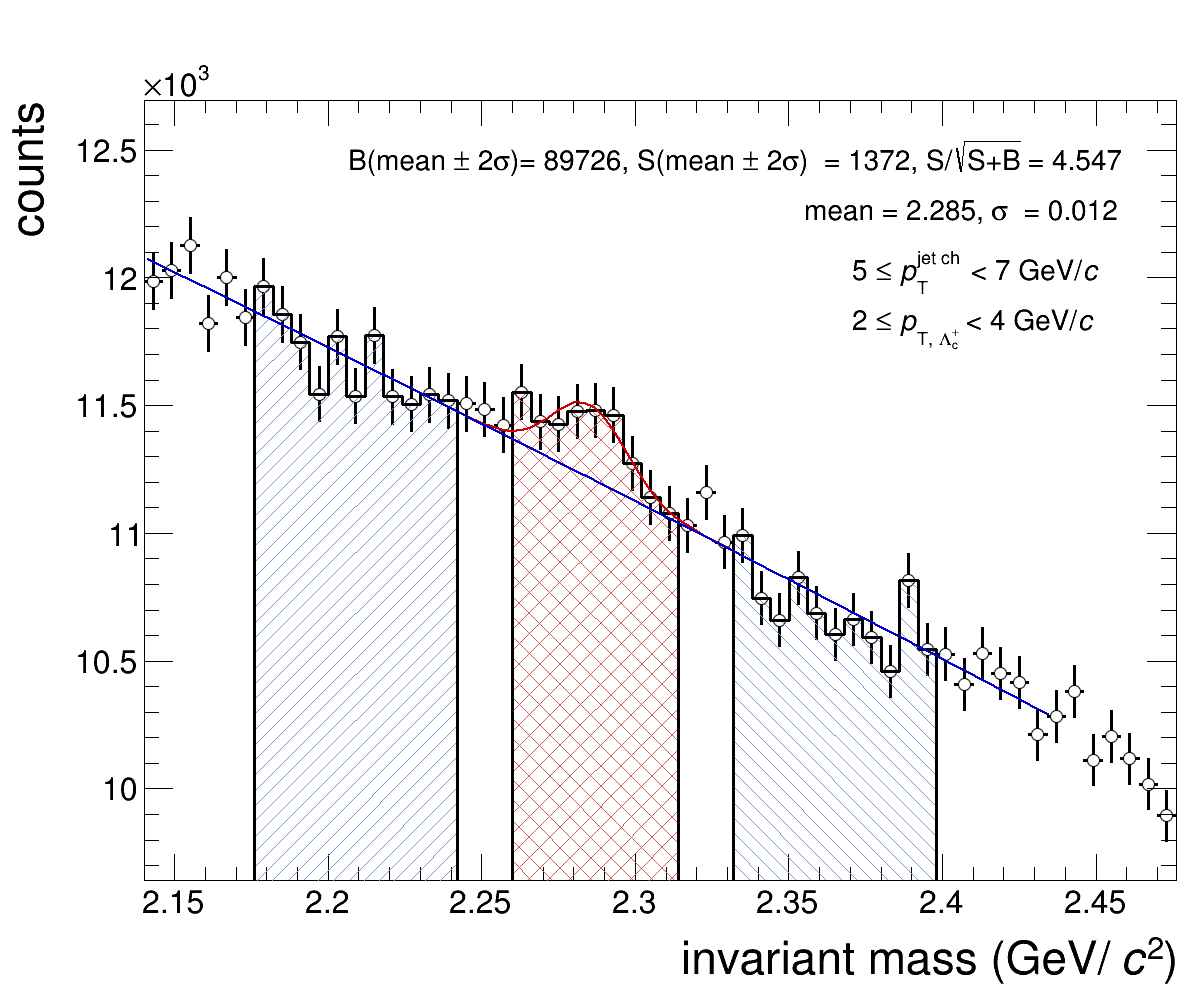 ×10³
counts
12.5
12
11.5
11
10.5
10
B(mean ± 2σ)= 89726, S(mean ± 2σ) = 1372, S/√S+B = 4.547
mean = 2.285, σ = 0.012
5 ≤ p_T^jet ch < 7 GeV/c
2 ≤ p_T, Λ_c^+ < 4 GeV/c
2.15 2.2 2.25 2.3 2.35 2.4 2.45
invariant mass (GeV/ c²)